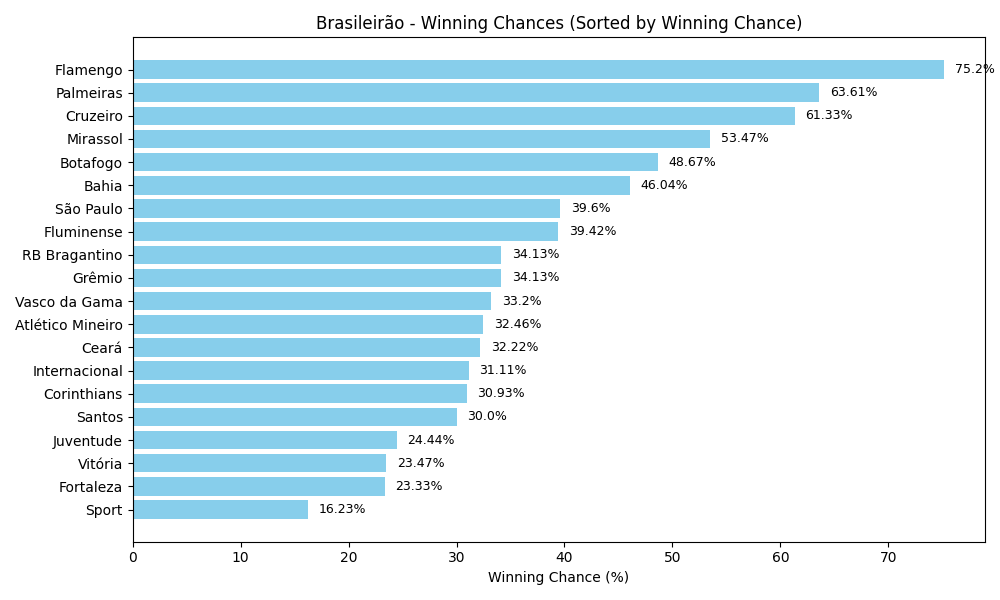 Brasileirão - Winning Chances (Sorted by Winning Chance)
Flamengo 75.2%
Palmeiras 63.61%
Cruzeiro 61.33%
Mirassol 53.47%
Botafogo 48.67%
Bahia 46.04%
São Paulo 39.6%
Fluminense 39.42%
RB Bragantino 34.13%
Grêmio 34.13%
Vasco da Gama 33.2%
Atlético Mineiro 32.46%
Ceará 32.22%
Internacional 31.11%
Corinthians 30.93%
Santos 30.0%
Juventude 24.44%
Vitória 23.47%
Fortaleza 23.33%
Sport 16.23%
0 10 20 30 40 50 60 70
Winning Chance (%)